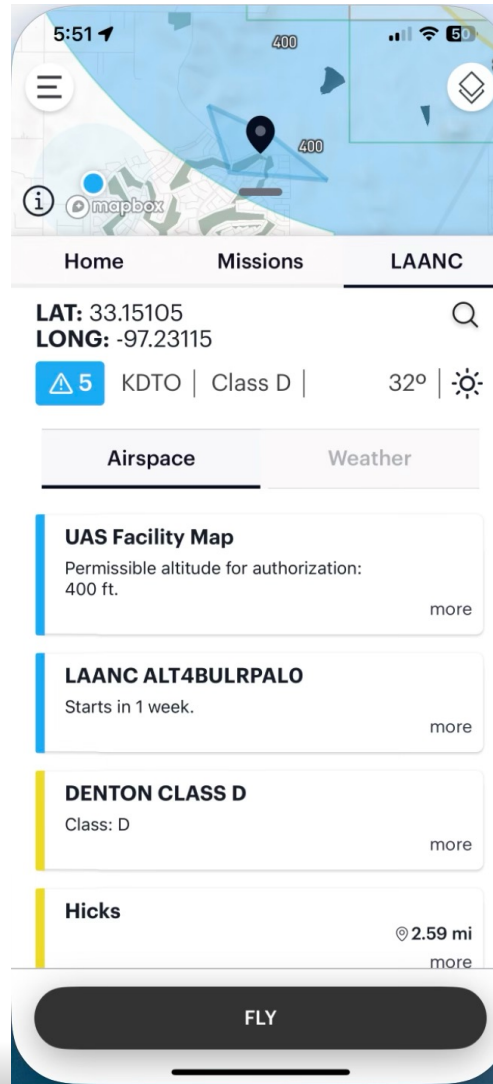 5:51
50
400
400
mapbox
Home Missions LAANC
LAT: 33.15105
LONG: -97.23115
5 KDTO | Class D | 32º |
Airspace Weather
UAS Facility Map
Permissible altitude for authorization:
400 ft.
more
LAANC ALT4BULRPAL0
Starts in 1 week.
more
DENTON CLASS D
Class: D
more
Hicks
2.59 mi
more
FLY